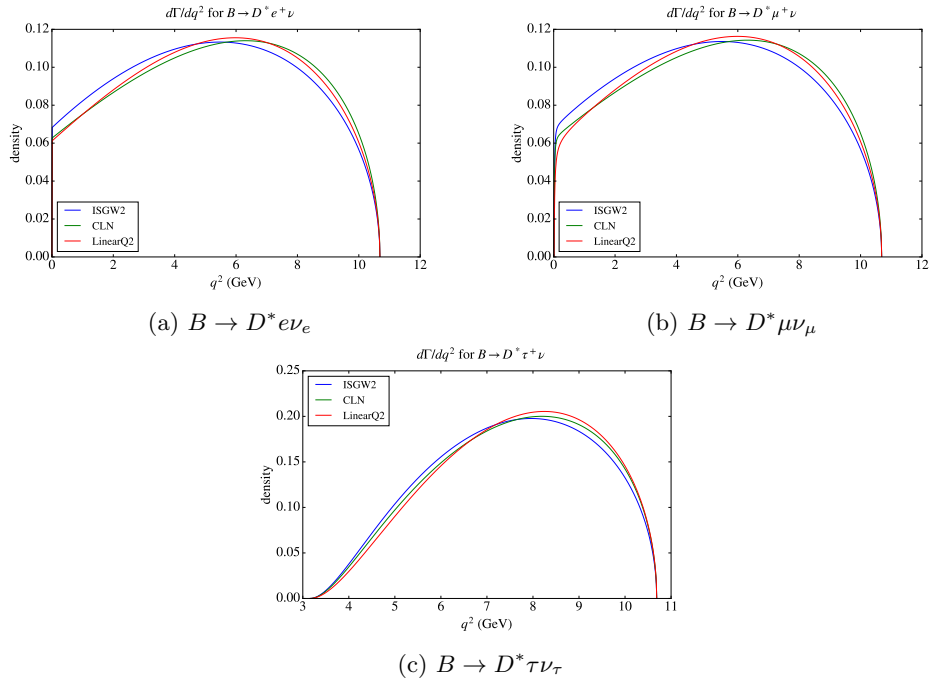 dΓ/dq² for B→D* e⁺ ν
density
0.12
0.10
0.08
0.06
0.04
0.02
0.00
ISGW2
CLN
LinearQ2
0 2 4 6 8 10 12
q² (GeV)
(a) B → D*eνₑ
dΓ/dq² for B→D* μ⁺ ν
density
0.12
0.10
0.08
0.06
0.04
0.02
0.00
ISGW2
CLN
LinearQ2
0 2 4 6 8 10 12
q² (GeV)
(b) B → D*μν_μ
dΓ/dq² for B→D* τ⁺ ν
density
0.25
0.20
0.15
0.10
0.05
0.00
ISGW2
CLN
LinearQ2
3 4 5 6 7 8 9 10 11
q² (GeV)
(c) B → D*τν_τ